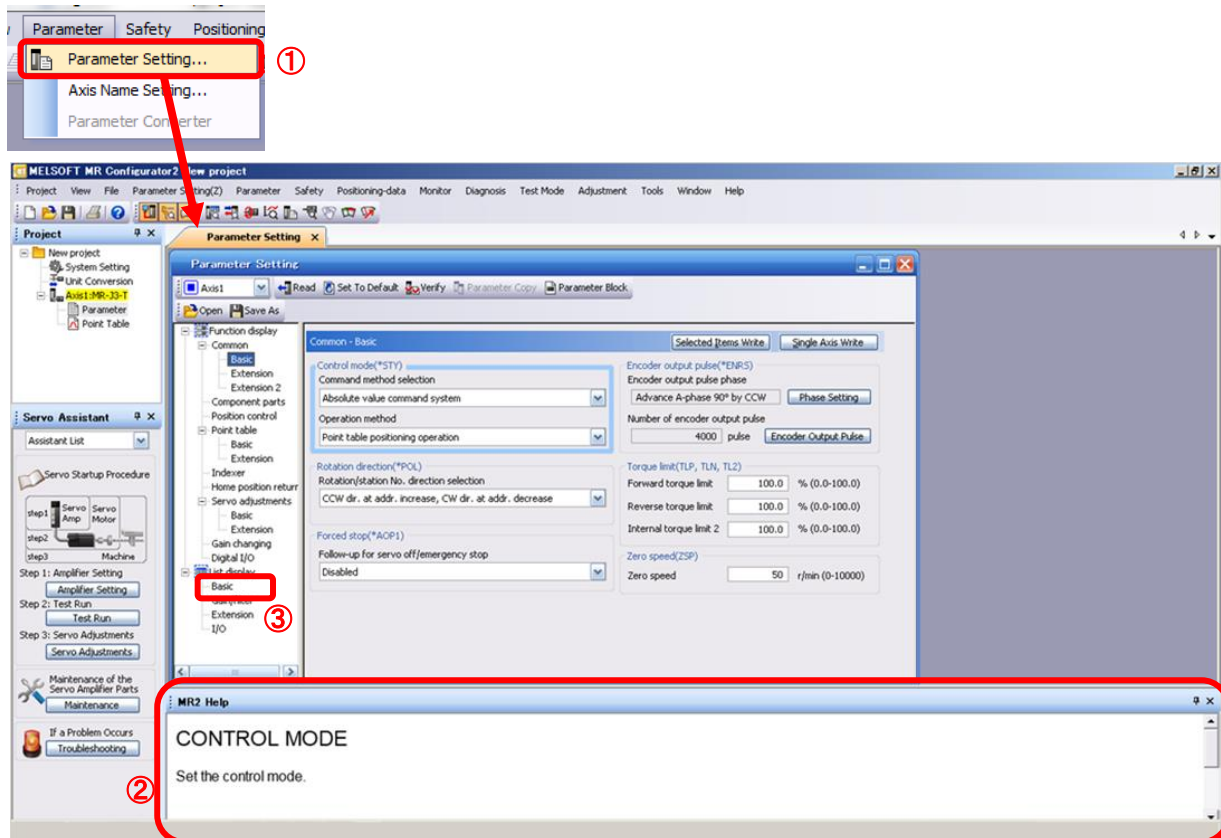 Parameter Safety Positioning
Parameter Setting...
①
Axis Name Setting...
Parameter Converter
MELSOFT MR Configurator2 New project
Project View File Parameter Setting(Z) Parameter Safety Positioning-data Monitor Diagnosis Test Mode Adjustment Tools Window Help
Project
New project
System Setting
Unit Conversion
Axis1:MR-J3-T
Parameter
Point Table
Servo Assistant
Assistant List
Servo Startup Procedure
step1
Servo Amp
Servo Motor
step2
step3
Machine
Step 1: Amplifier Setting
Amplifier Setting
Step 2: Test Run
Test Run
Step 3: Servo Adjustments
Servo Adjustments
Maintenance of the
Servo Amplifier Parts
Maintenance
If a Problem Occurs
Troubleshooting
Parameter Setting
Parameter Setting
Axis1 Read Set To Default Verify Parameter Copy Parameter Block
Open Save As
Function display
Common
Basic
Extension
Extension 2
Component parts
Position control
Point table
Basic
Extension
Indexer
Home position return
Servo adjustments
Basic
Extension
Gain changing
Digital I/O
List display
Basic
Extension
I/O
③
Common - Basic
Selected Items Write Single Axis Write
Control mode(*STY)
Command method selection
Absolute value command system
Operation method
Point table positioning operation
Rotation direction(*POL)
Rotation/station No. direction selection
CCW dir. at addr. increase, CW dir. at addr. decrease
Forced stop(*AOP1)
Follow-up for servo off/emergency stop
Disabled
Encoder output pulse(*ENRS)
Encoder output pulse phase
Advance A-phase 90° by CCW Phase Setting
Number of encoder output pulse
4000 pulse Encoder Output Pulse
Torque limit(TLP, TLN, TL2)
Forward torque limit 100.0 % (0.0-100.0)
Reverse torque limit 100.0 % (0.0-100.0)
Internal torque limit 2 100.0 % (0.0-100.0)
Zero speed(ZSP)
Zero speed 50 r/min (0-10000)
MR2 Help
CONTROL MODE
Set the control mode.
②